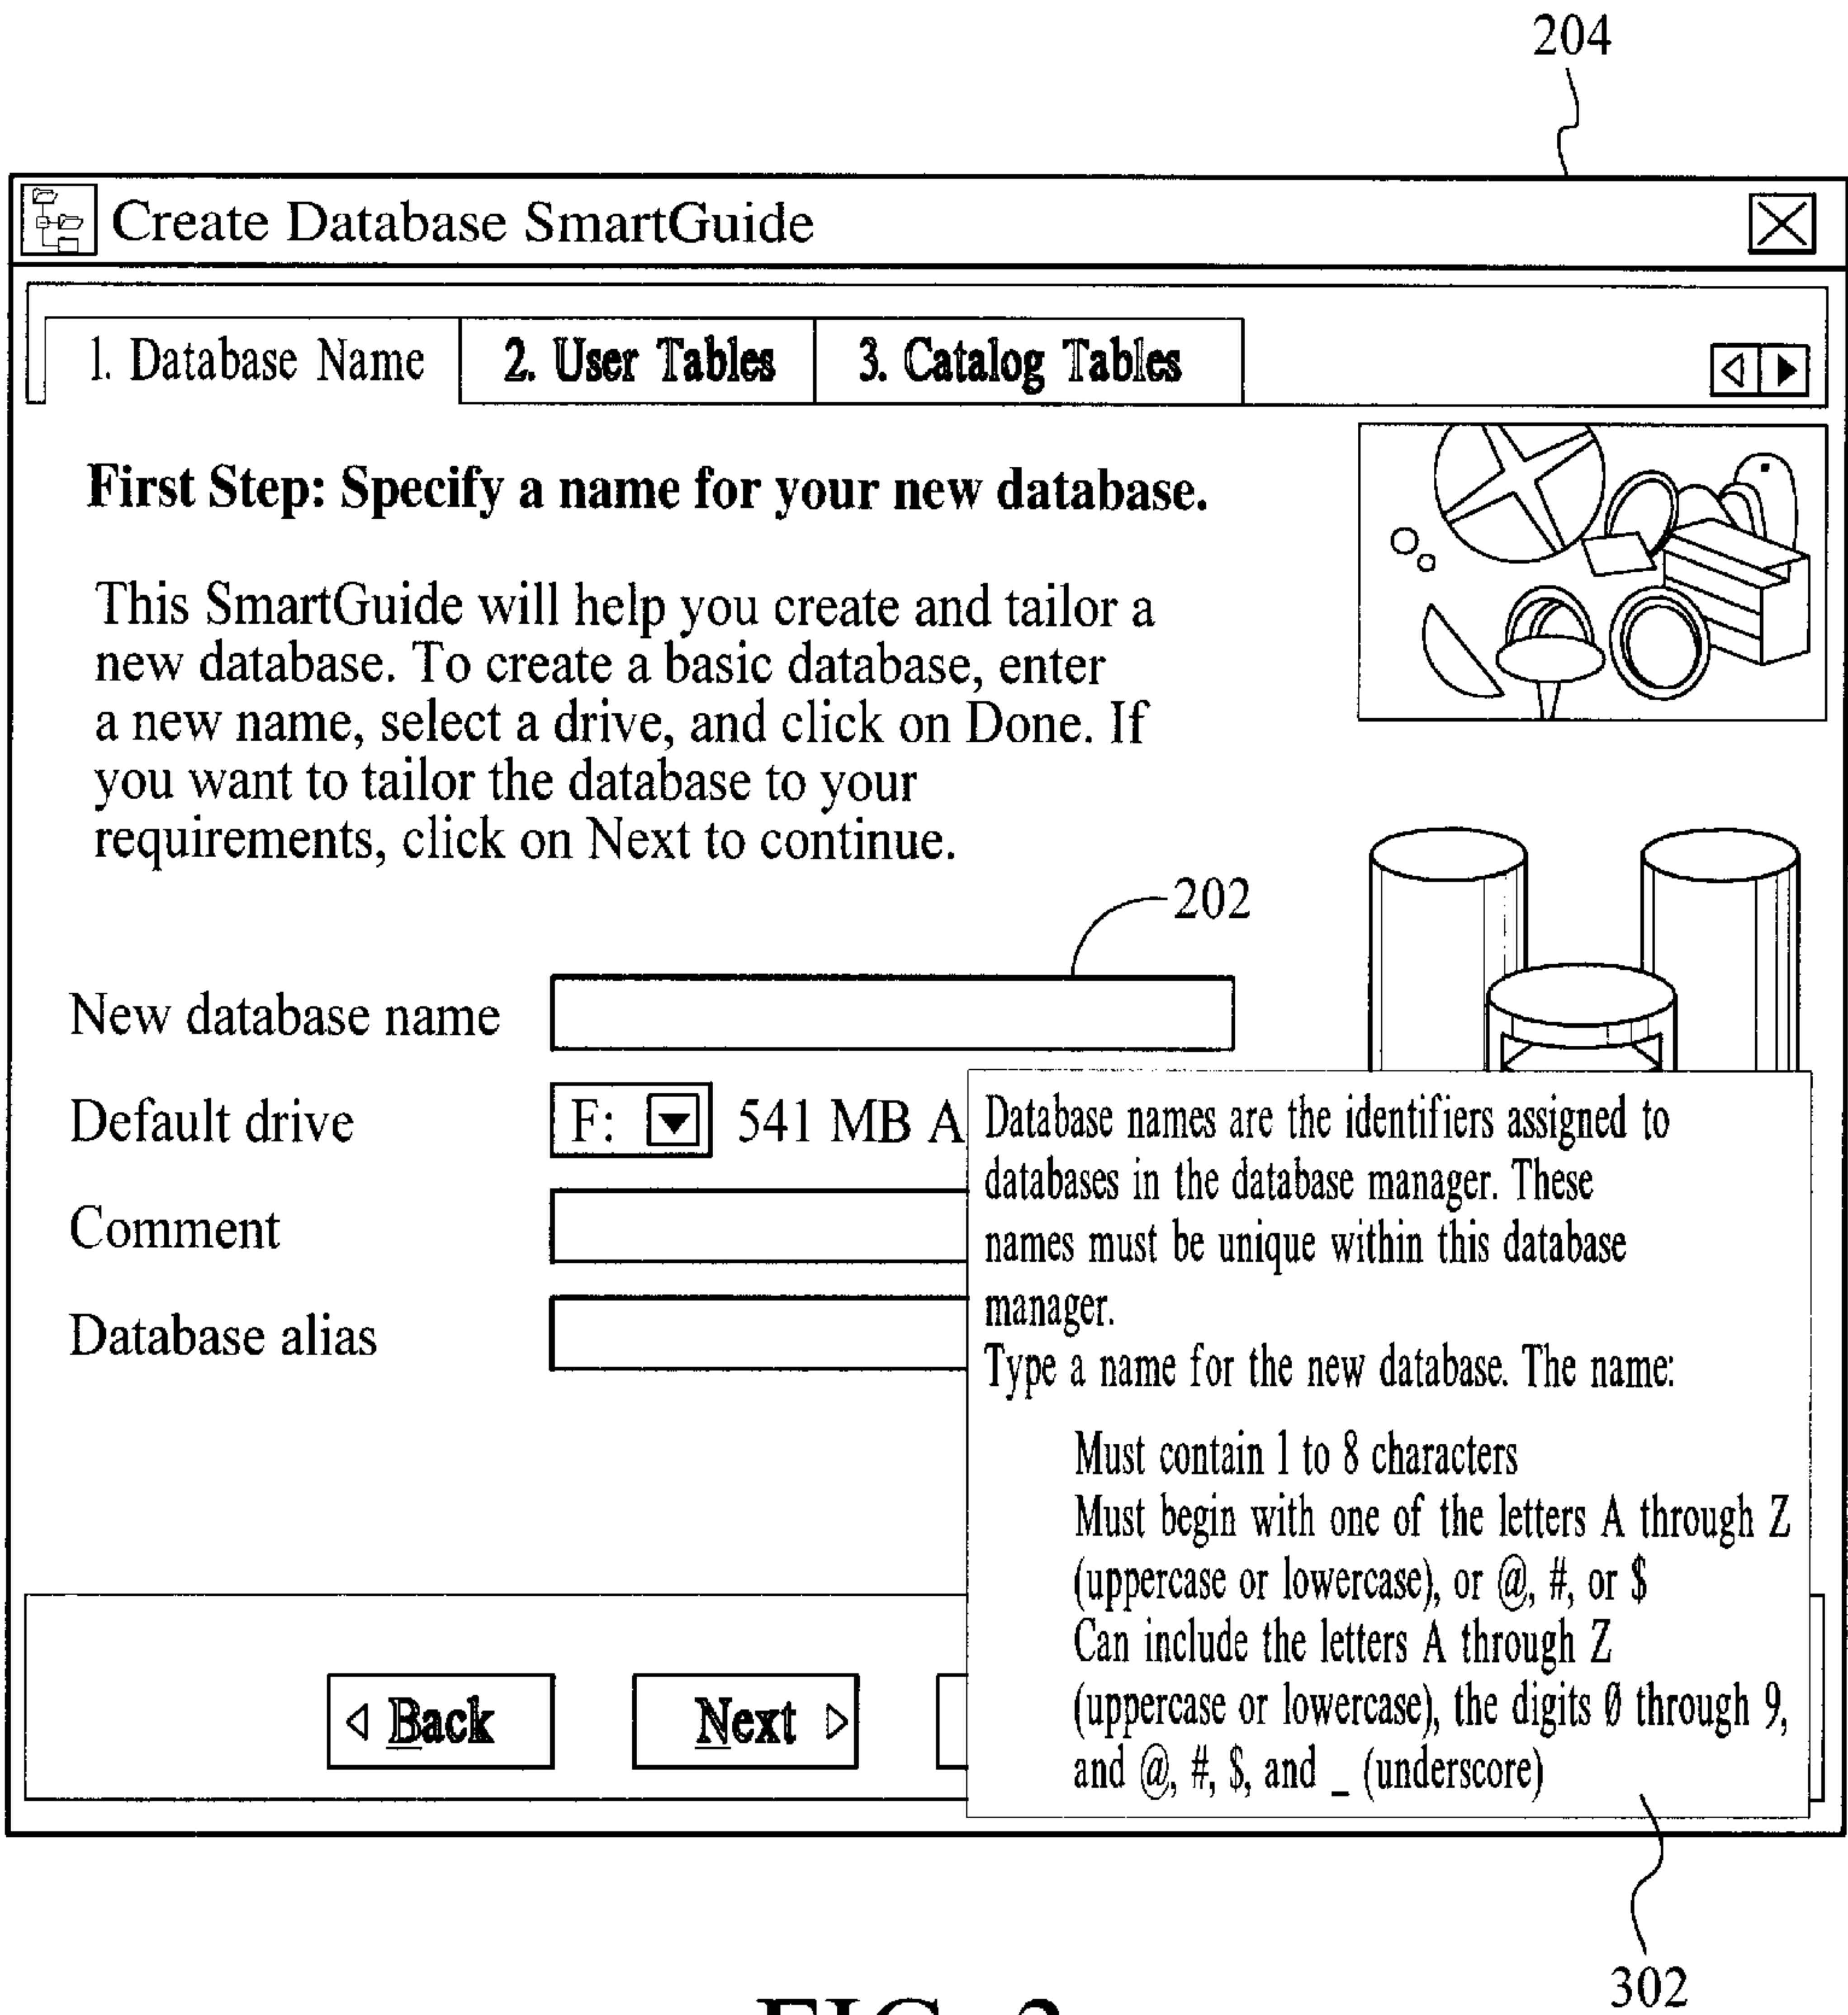 204
Create Database SmartGuide
1. Database Name 2. User Tables 3. Catalog Tables
First Step: Specify a name for your new database.
This SmartGuide will help you create and tailor a
new database. To create a basic database, enter
a new name, select a drive, and click on Done. If
you want to tailor the database to your
requirements, click on Next to continue.
202
New database name
Default drive F: 541 MB A
Comment
Database alias
Database names are the identifiers assigned to
databases in the database manager. These
names must be unique within this database
manager.
Type a name for the new database. The name:
Must contain 1 to 8 characters
Must begin with one of the letters A through Z
(uppercase or lowercase), or @, #, or $
Can include the letters A through Z
(uppercase or lowercase), the digits 0 through 9,
and @, #, $, and _ (underscore)
Back Next
302